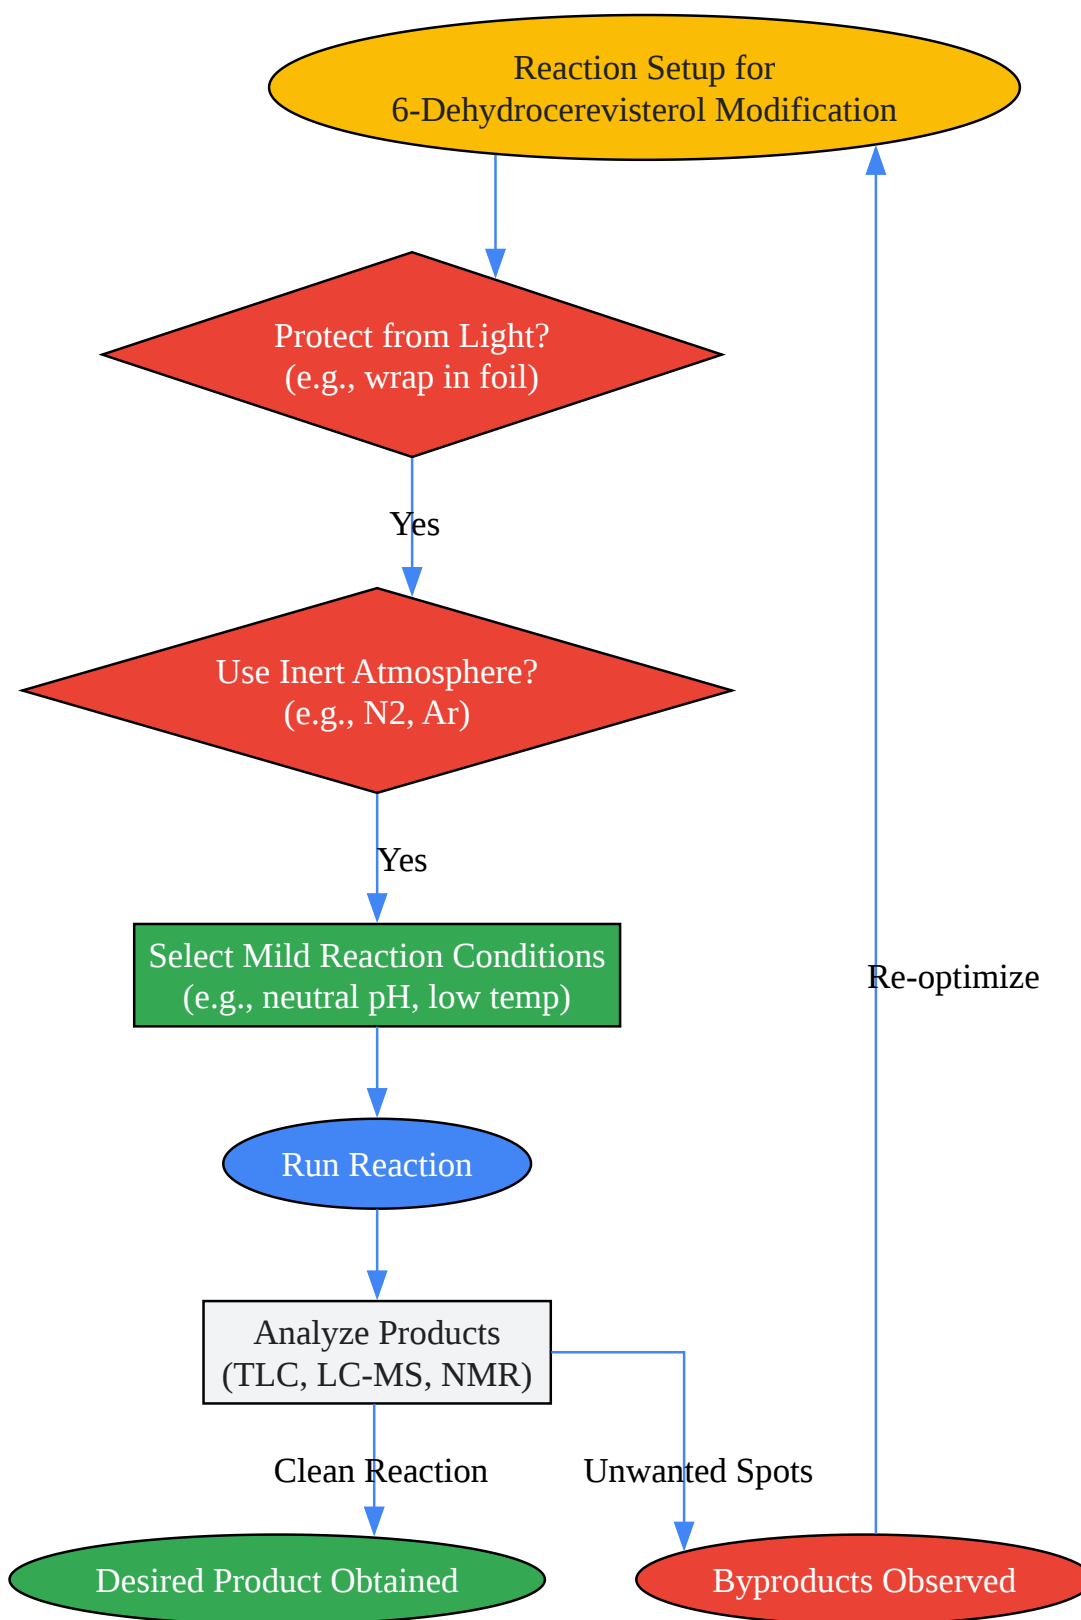 Reaction Setup for
6-Dehydrocerevisterol Modification
Protect from Light?
(e.g., wrap in foil)
Yes
Use Inert Atmosphere?
(e.g., N2, Ar)
Yes
Select Mild Reaction Conditions
(e.g., neutral pH, low temp)
Re-optimize
Run Reaction
Analyze Products
(TLC, LC-MS, NMR)
Clean Reaction
Unwanted Spots
Desired Product Obtained
Byproducts Observed